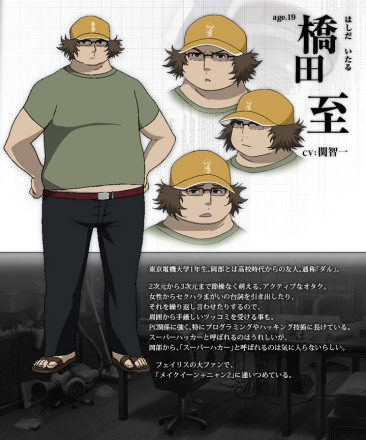 age.19
はしだ いたる
橋田 至
cv:関智一
東京電機大学1年生。岡部とは高校時代からの友人。通称「ダル」。
2次元から3次元まで節操なく萌える、アクティブなオタク。
女性からセクハラまがいの台詞を引き出したり、
それを繰り返し言わせたりするので、
周囲から手厳しいツッコミを受ける事も。
PC関係に強く、特にプログラミングやハッキング技術に長けている。
スーパーハッカーと呼ばれるのはうれしいが、
岡部から、「スーパーハカー」と呼ばれるのは気に入らないらしい。
フェイリスの大ファンで、
「メイクイーン+ニャン2」に通いつめている。